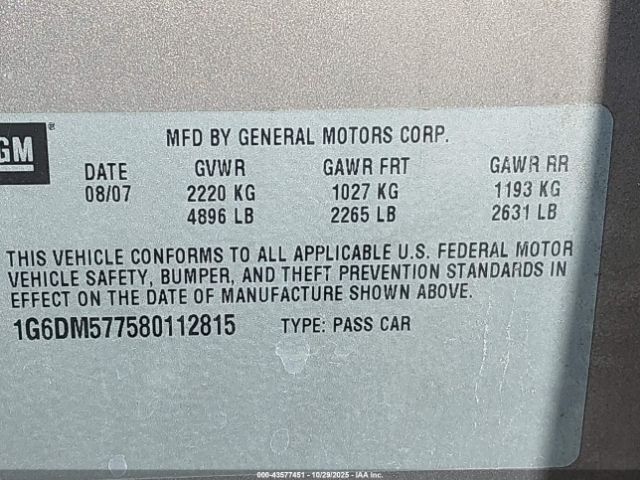 GM ®
MFD BY GENERAL MOTORS CORP.
DATE GVWR GAWR FRT GAWR RR
08/07 2220 KG 1027 KG 1193 KG
4896 LB 2265 LB 2631 LB
THIS VEHICLE CONFORMS TO ALL APPLICABLE U.S. FEDERAL MOTOR
VEHICLE SAFETY, BUMPER, AND THEFT PREVENTION STANDARDS IN
EFFECT ON THE DATE OF MANUFACTURE SHOWN ABOVE.
1G6DM577580112815 TYPE: PASS CAR
000-43577451 - 10/29/2025 - IAA, Inc.